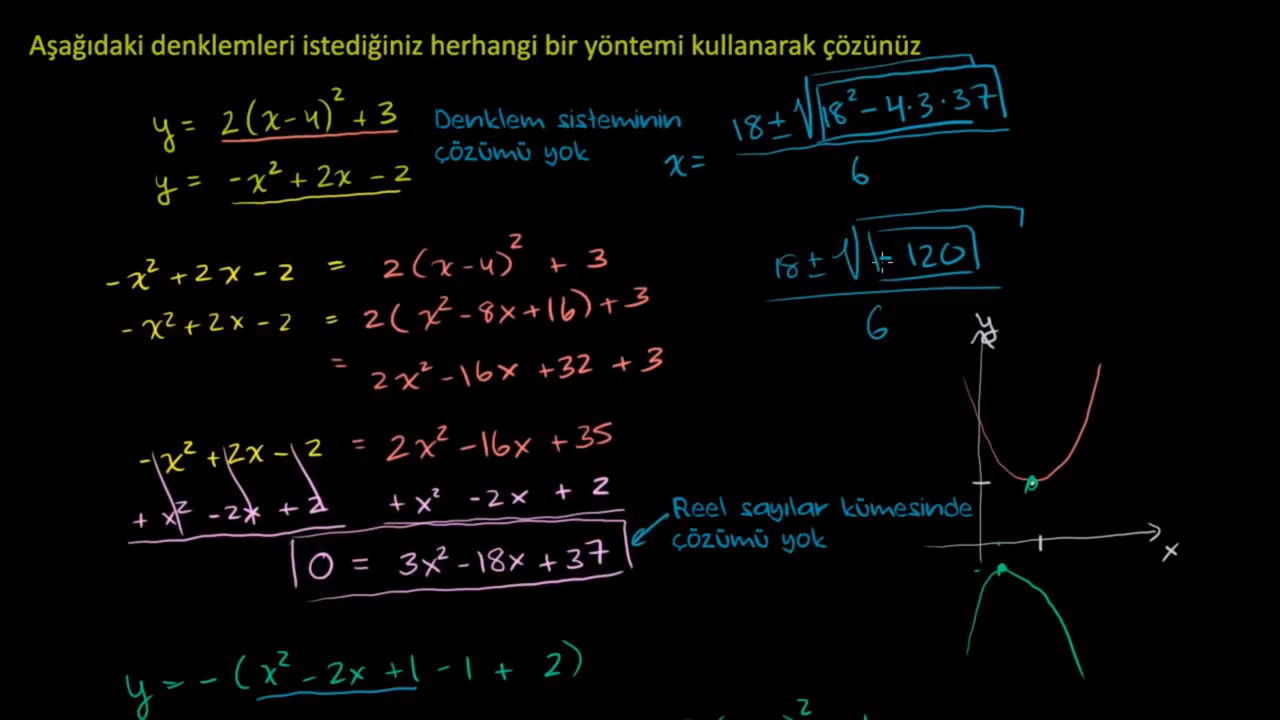 Aşağıdaki denklemleri istediğiniz herhangi bir yöntemi kullanarak çözünüz
y = 2(x-4)² + 3
y = -x² + 2x - 2
Denklem sisteminin
çözümü yok
x = 18 ± √18² - 4·3·37
6
18 ± √-120
6
-x² + 2x - 2 = 2(x-4)² + 3
-x² + 2x - 2 = 2(x² - 8x + 16) + 3
= 2x² - 16x + 32 + 3
-x² + 2x - 2 = 2x² - 16x + 35
+ x² - 2x + 2 + x² - 2x + 2
0 = 3x² - 18x + 37
Reel sayılar kümesinde
çözümü yok
y
x
y = -(x² - 2x + 1 - 1 + 2)